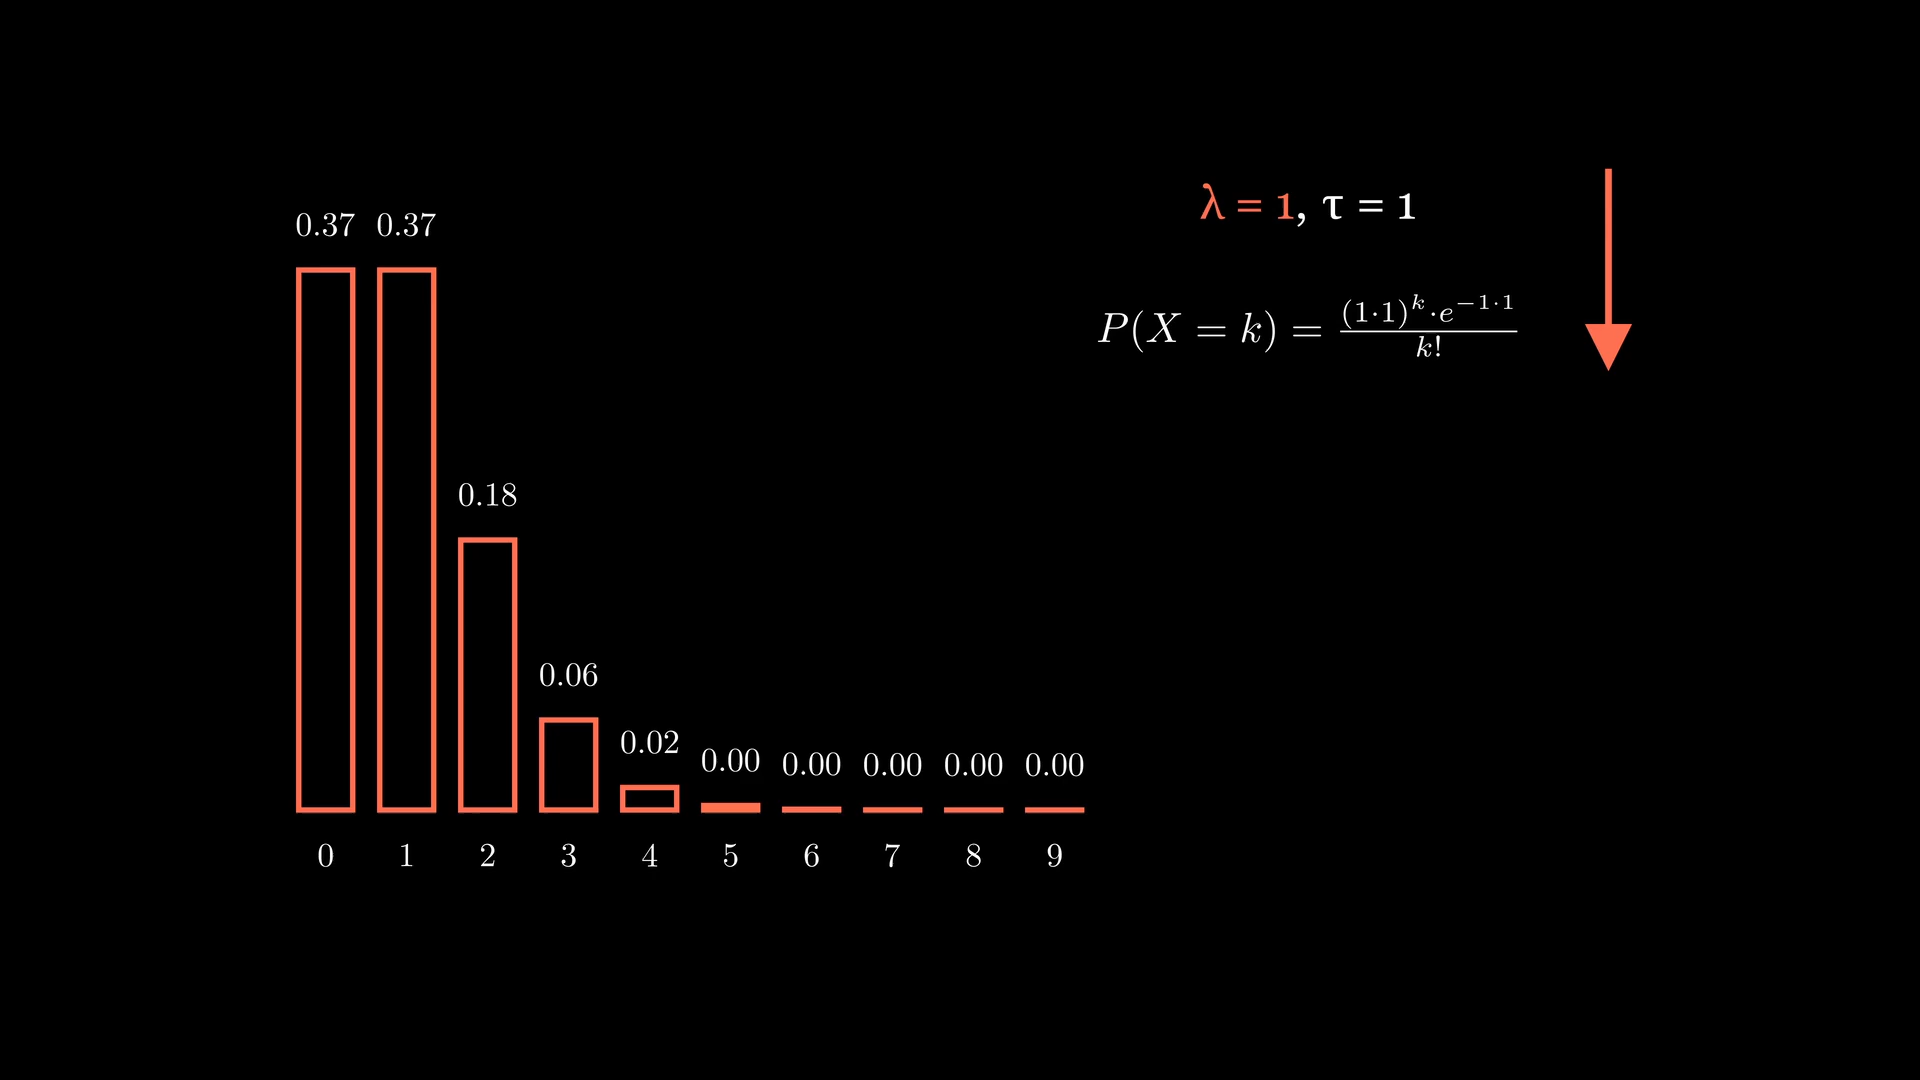 λ = 1, τ = 1
P(X = k) = (1·1)^k·e^{-1·1} / k!
0.37 0.37
0.18
0.06
0.02
0.00 0.00 0.00 0.00 0.00
0 1 2 3 4 5 6 7 8 9